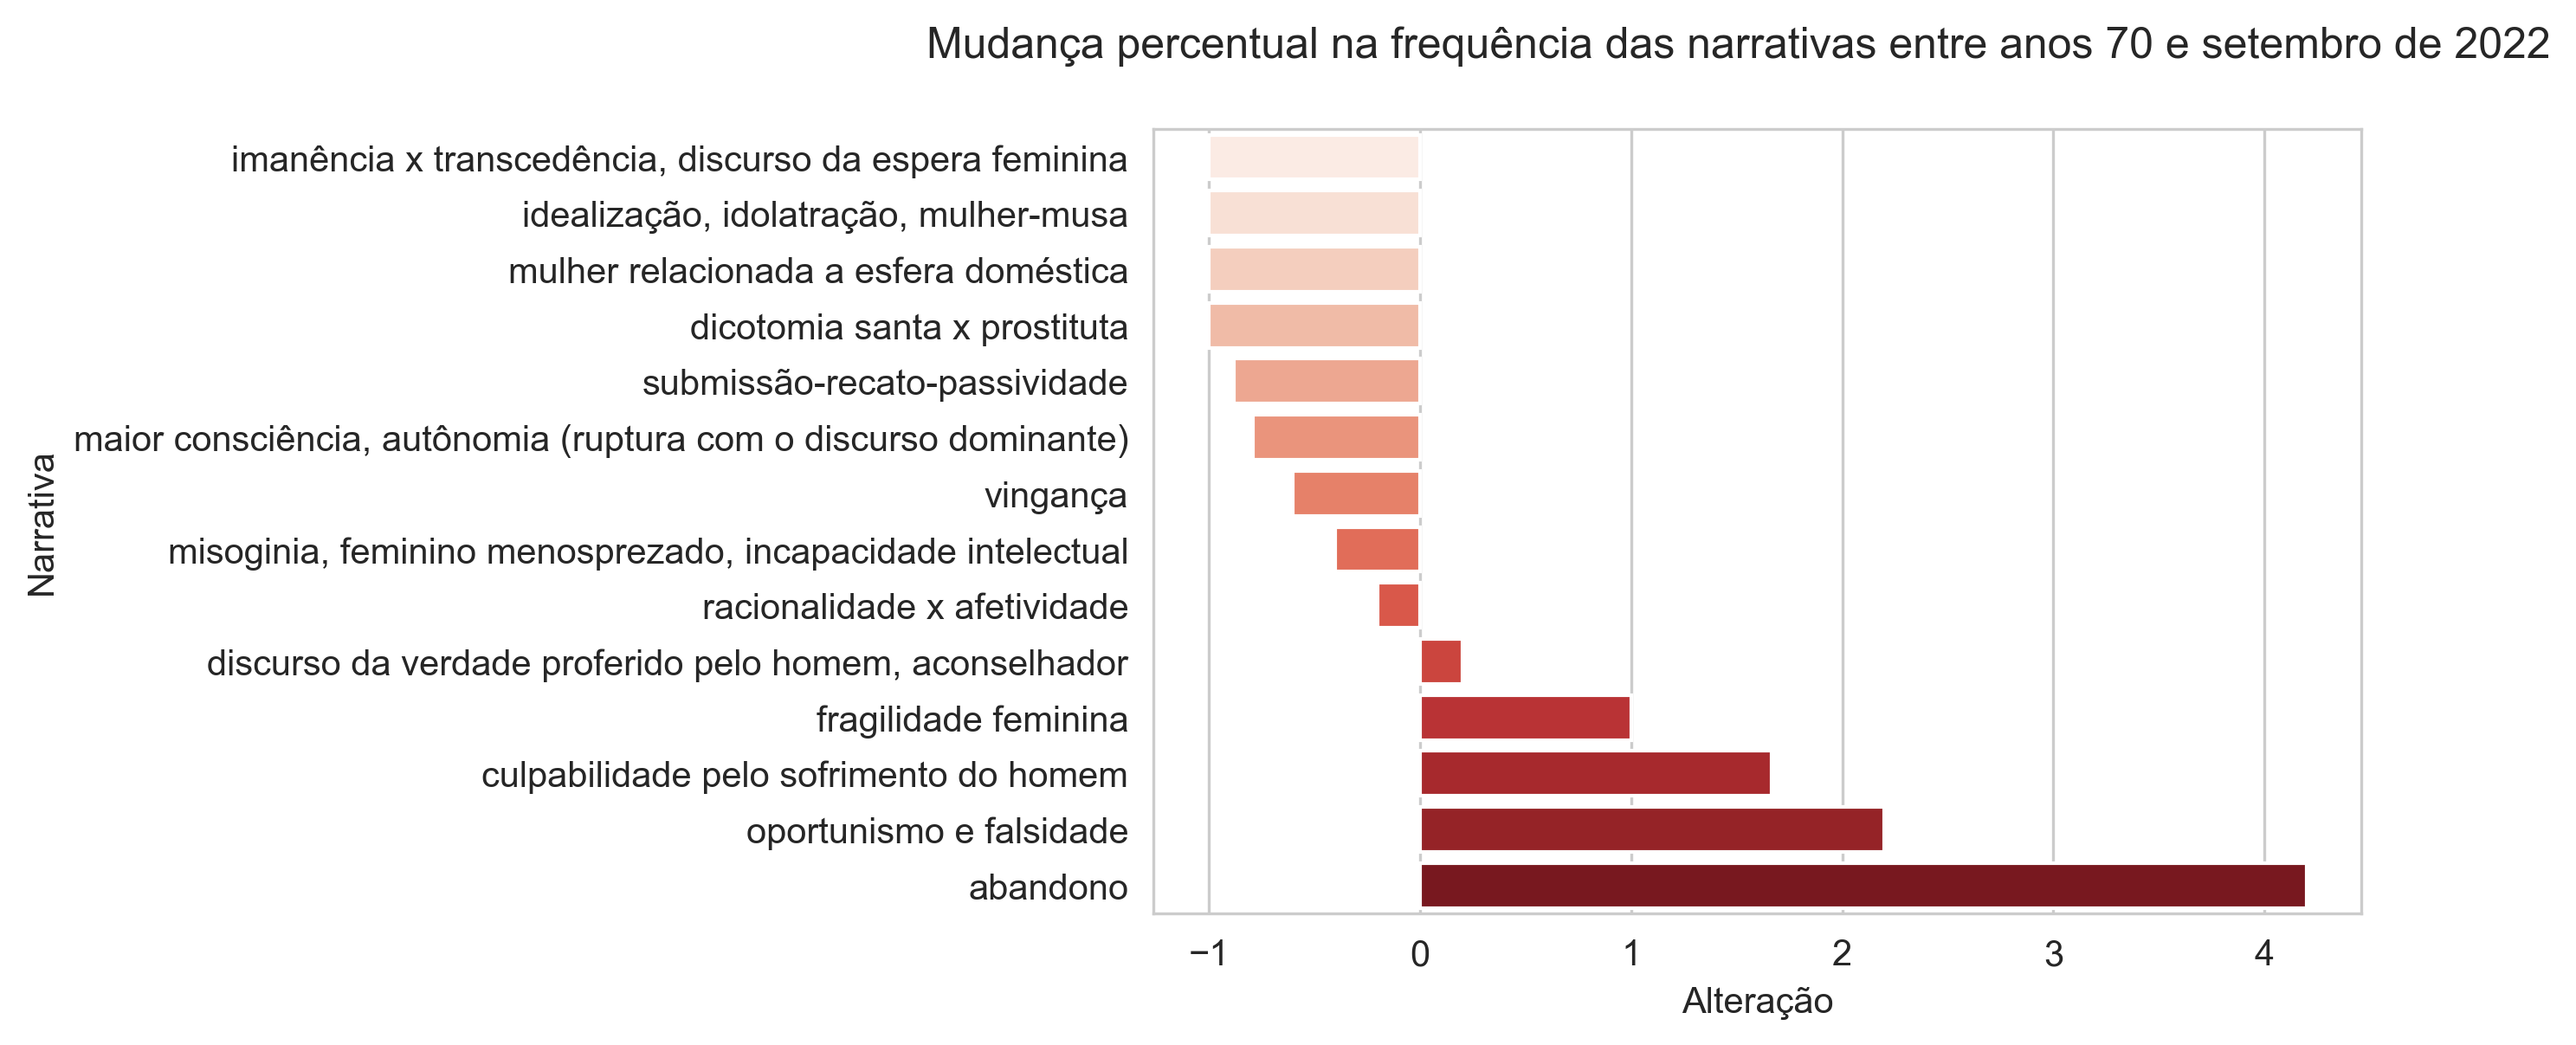 Mudança percentual na frequência das narrativas entre anos 70 e setembro de 2022
Narrativa
imanência x transcedência, discurso da espera feminina
idealização, idolatração, mulher-musa
mulher relacionada a esfera doméstica
dicotomia santa x prostituta
submissão-recato-passividade
maior consciência, autônomia (ruptura com o discurso dominante)
vingança
misoginia, feminino menosprezado, incapacidade intelectual
racionalidade x afetividade
discurso da verdade proferido pelo homem, aconselhador
fragilidade feminina
culpabilidade pelo sofrimento do homem
oportunismo e falsidade
abandono
−1 0 1 2 3 4
Alteração